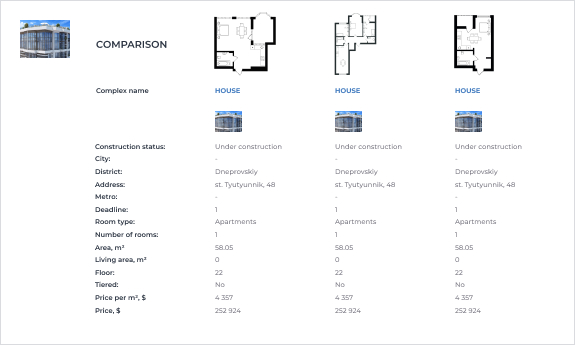 COMPARISON
Complex name HOUSE HOUSE HOUSE
Construction status: Under construction Under construction Under construction
City: - - -
District: Dneprovskiy Dneprovskiy Dneprovskiy
Address: st. Tyutyunnik, 48 st. Tyutyunnik, 48 st. Tyutyunnik, 48
Metro: - - -
Deadline: 1 1 1
Room type: Apartments Apartments Apartments
Number of rooms: 1 1 1
Area, m² 58.05 58.05 58.05
Living area, m² 0 0 0
Floor: 22 22 22
Tiered: No No No
Price per m², $ 4 357 4 357 4 357
Price, $ 252 924 252 924 252 924